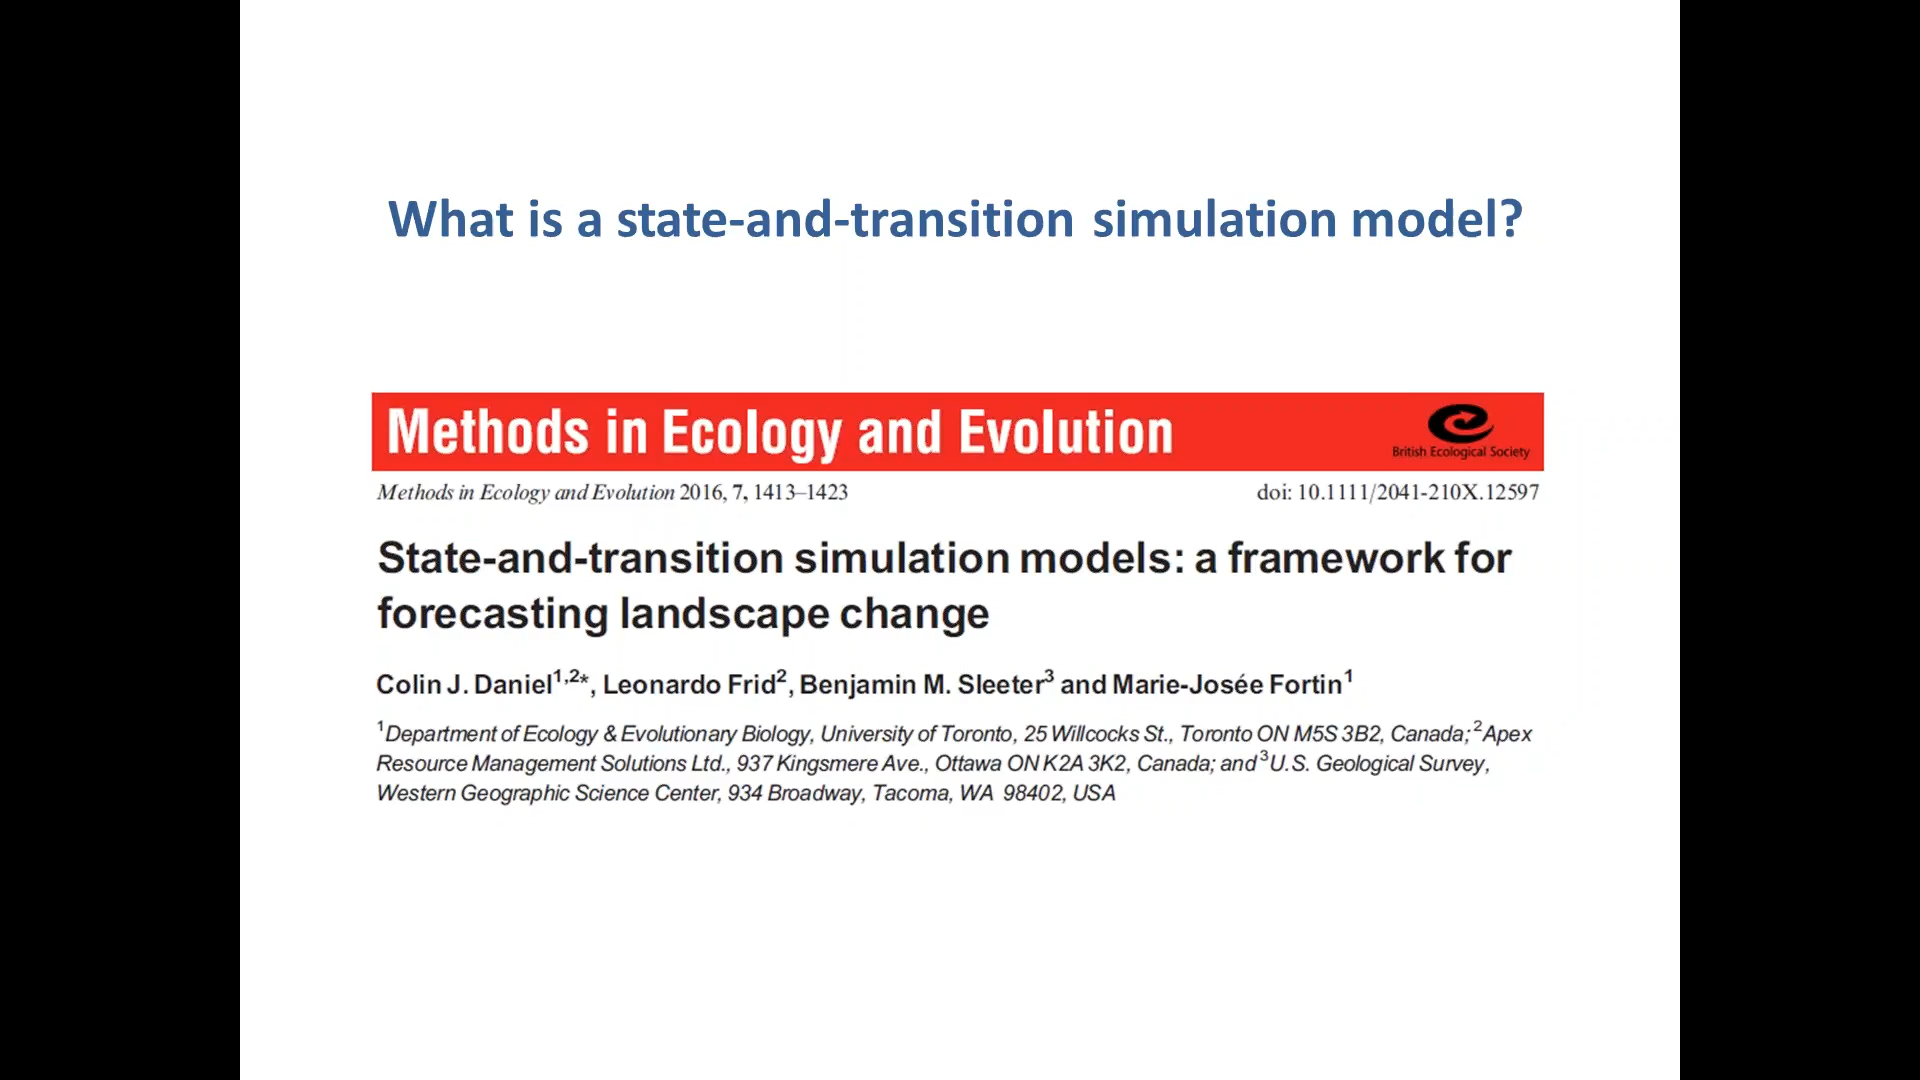 What is a state-and-transition simulation model?
Methods in Ecology and Evolution
British Ecological Society
Methods in Ecology and Evolution 2016, 7, 1413–1423
doi: 10.1111/2041-210X.12597
State-and-transition simulation models: a framework for
forecasting landscape change
Colin J. Daniel1,2*, Leonardo Frid2, Benjamin M. Sleeter3 and Marie-Josée Fortin1
1Department of Ecology & Evolutionary Biology, University of Toronto, 25 Willcocks St., Toronto ON M5S 3B2, Canada; 2Apex
Resource Management Solutions Ltd., 937 Kingsmere Ave., Ottawa ON K2A 3K2, Canada; and 3U.S. Geological Survey,
Western Geographic Science Center, 934 Broadway, Tacoma, WA 98402, USA